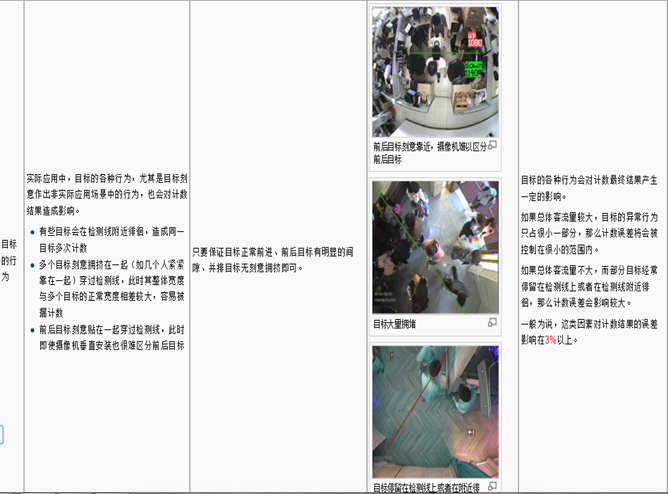 目标
的行
为
实际应用中，目标的各种行为，尤其是目标刻
意作出非实际应用场景中的行为，也会对计数
结果造成影响。
有些目标会在检测线附近徘徊，造成同一
目标多次计数
多个目标刻意拥挤在一起（如几个人紧紧
靠在一起）穿过检测线，此时其整体宽度
与多个目标的正常宽度相差较大，容易被
漏计数
前后目标刻意贴在一起穿过检测线，此时
即使摄像机垂直安装也很难区分前后目标
只要保证目标正常前进、前后目标有明显的间
隙、并排目标无刻意拥挤即可。
前后目标刻意靠近，摄像机难以区分
前后目标
目标大量拥堵
目标停留在检测线上或者在附近徘
目标的各种行为会对计数最终结果产生
一定的影响。
如果总体客流量较大，目标的异常行为
只占很小一部分，那么计数误差将会被
控制在很小的范围内。
如果总体客流量不大，而部分目标经常
停留在检测线上或者在检测线附近徘
徊，那么计数误差会影响较大。
一般为说，这类因素对计数结果的误差
影响在3%以上。